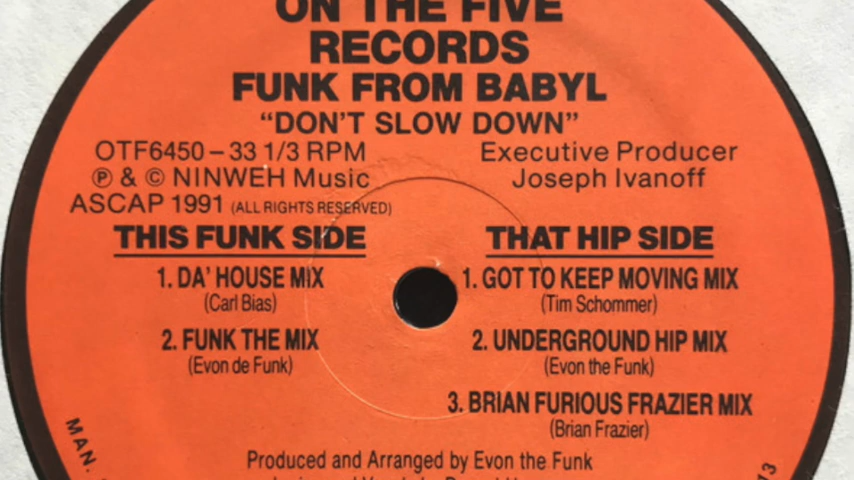 ON THE FIVE
RECORDS
FUNK FROM BABYL
"DON'T SLOW DOWN"
OTF6450 – 33 1/3 RPM
℗ & © NINWEH Music
ASCAP 1991 (ALL RIGHTS RESERVED)
Executive Producer
Joseph Ivanoff
THIS FUNK SIDE
1. DA' HOUSE MIX
(Carl Bias)
2. FUNK THE MIX
(Evon de Funk)
THAT HIP SIDE
1. GOT TO KEEP MOVING MIX
(Tim Schommer)
2. UNDERGROUND HIP MIX
(Evon the Funk)
3. BRIAN FURIOUS FRAZIER MIX
(Brian Frazier)
Produced and Arranged by Evon the Funk
MAN.
13